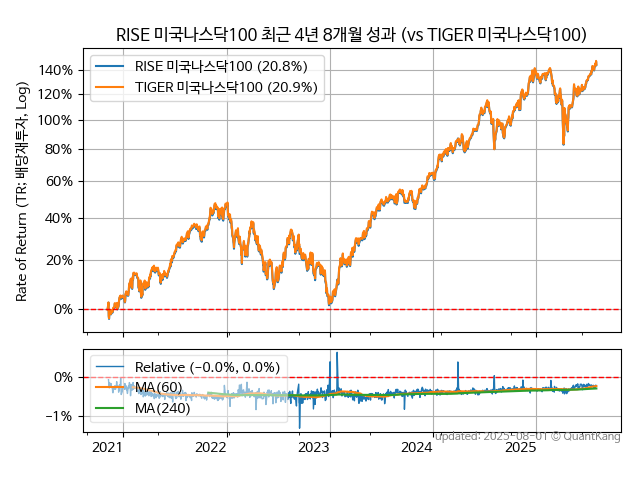 RISE 미국나스닥100 최근 4년 8개월 성과 (vs TIGER 미국나스닥100)
RISE 미국나스닥100 (20.8%)
TIGER 미국나스닥100 (20.9%)
Rate of Return (TR; 배당재투자, Log)
140%
120%
100%
80%
60%
40%
20%
0%
Relative (−0.0%, 0.0%)
MA(60)
MA(240)
0%
−1%
2021
2022
2023
2024
2025
updated: 2025-08-01 © QuantKang